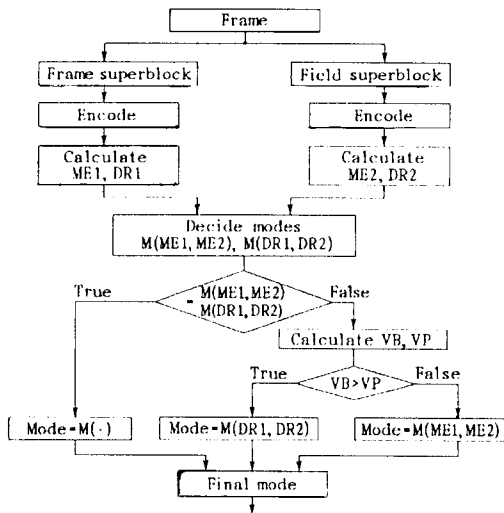 Frame
Frame superblock
Field superblock
Encode
Encode
Calculate
ME1, DR1
Calculate
ME2, DR2
Decide modes
M(ME1, ME2), M(DR1, DR2)
True
M(ME1, ME2)
= M(DR1, DR2)
False
Calculate VB, VP
True
VB>VP
False
Mode=M(·)
Mode=M(DR1, DR2)
Mode=M(ME1, ME2)
Final mode